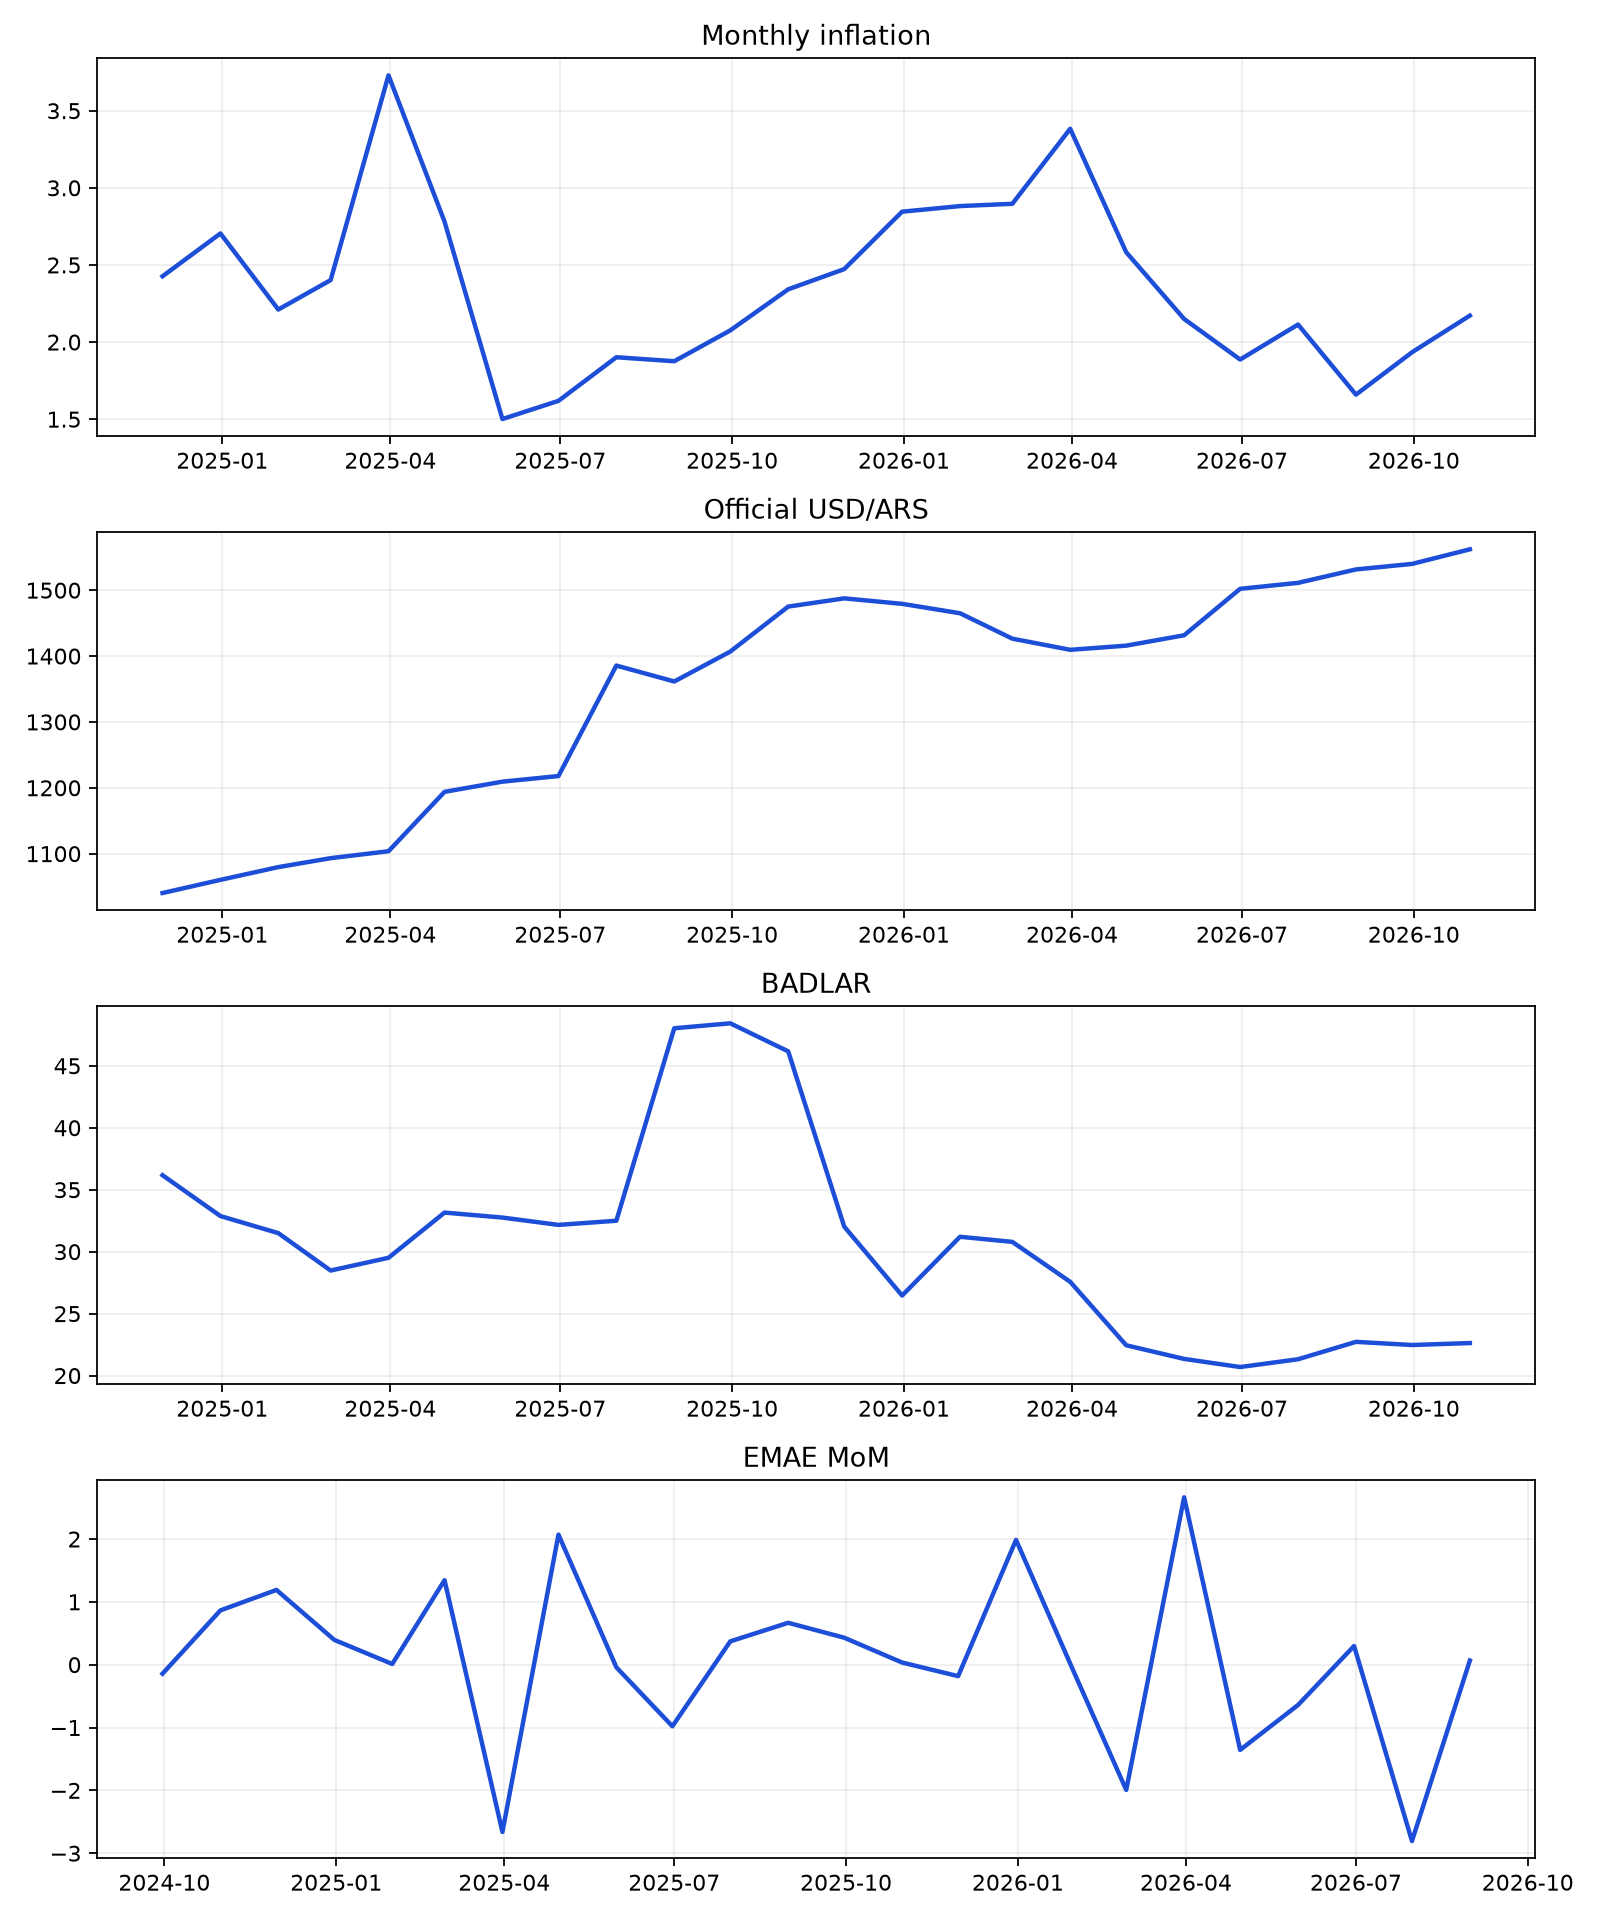 Monthly inflation
3.5
3.0
2.5
2.0
1.5
2025-01 2025-04 2025-07 2025-10 2026-01 2026-04 2026-07 2026-10
Official USD/ARS
1500
1400
1300
1200
1100
2025-01 2025-04 2025-07 2025-10 2026-01 2026-04 2026-07 2026-10
BADLAR
45
40
35
30
25
20
2025-01 2025-04 2025-07 2025-10 2026-01 2026-04 2026-07 2026-10
EMAE MoM
2
1
0
−1
−2
−3
2024-10 2025-01 2025-04 2025-07 2025-10 2026-01 2026-04 2026-07 2026-10